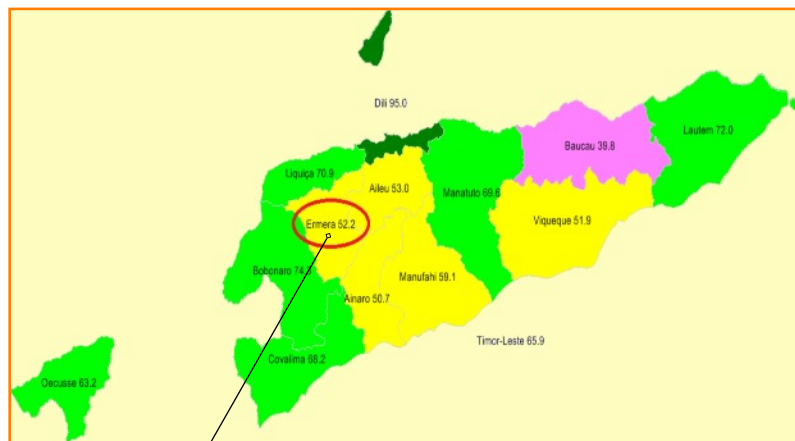 Dili 95.0
Lautem 72.0
Baucau 39.8
Liquiça 70.9
Aileu 53.0
Manatuto 69.6
Viqueque 51.9
Ermera 52.2
Bobonaro 74.3
Manufahi 59.1
Ainaro 50.7
Timor-Leste 65.9
Covalima 68.2
Oecusse 63.2